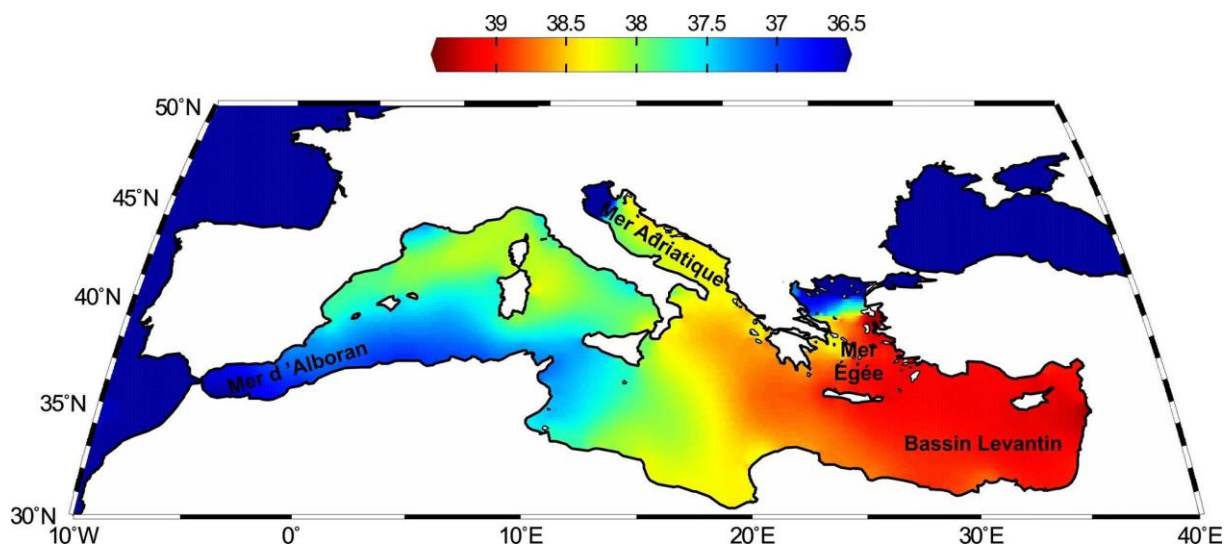 39 38.5 38 37.5 37 36.5
50°N
45°N
40°N
35°N
30°N
Mer Adriatique
Mer d'Alboran
Mer
Égée
Bassin Levantin
10°W 0° 10°E 20°E 30°E 40°E